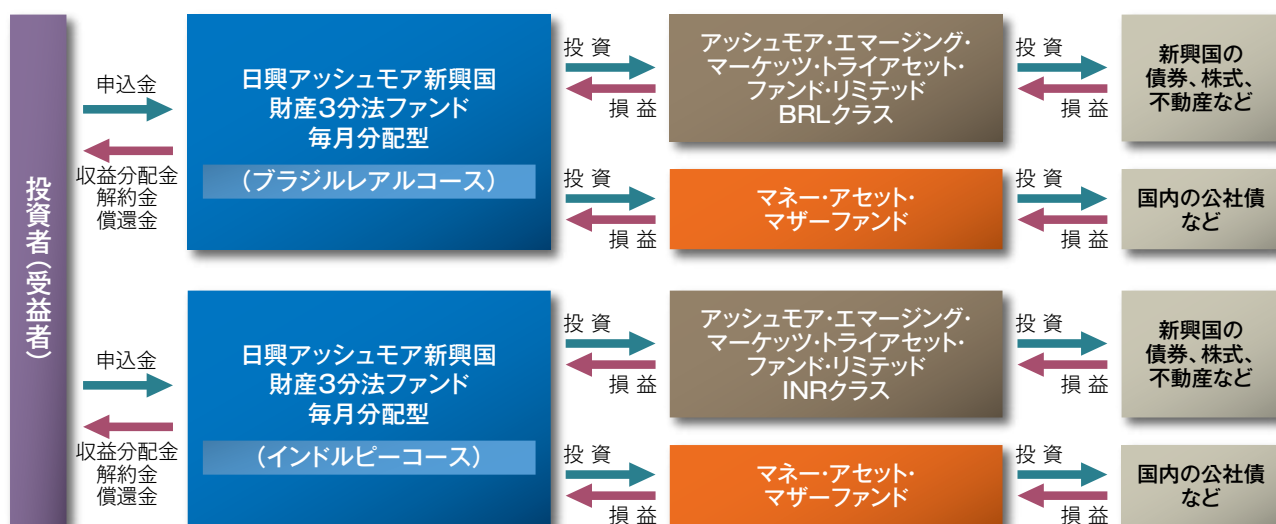 投資者（受益者）
申込金
収益分配金
解約金
償還金
日興アッシュモア新興国
財産3分法ファンド
毎月分配型
（ブラジルレアルコース）
投資
損益
アッシュモア・エマージング・
マーケッツ・トライアセット・
ファンド・リミテッド
BRLクラス
投資
損益
新興国の
債券、株式、
不動産など
投資
損益
マネー・アセット・
マザーファンド
投資
損益
国内の公社債
など
申込金
収益分配金
解約金
償還金
日興アッシュモア新興国
財産3分法ファンド
毎月分配型
（インドルピーコース）
投資
損益
アッシュモア・エマージング・
マーケッツ・トライアセット・
ファンド・リミテッド
INRクラス
投資
損益
新興国の
債券、株式、
不動産など
投資
損益
マネー・アセット・
マザーファンド
投資
損益
国内の公社債
など